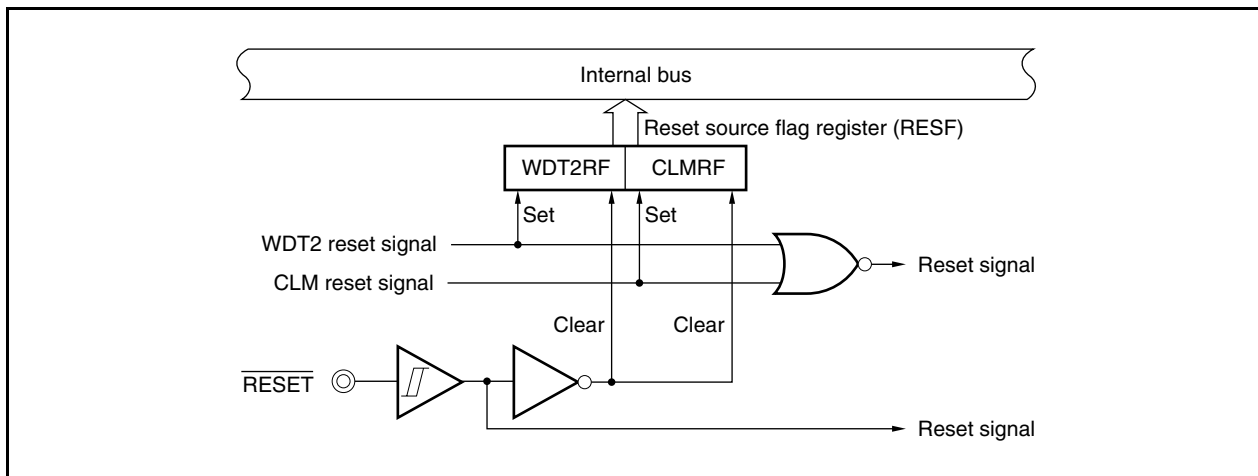 Internal bus
Reset source flag register (RESF)
WDT2RF CLMRF
Set Set
WDT2 reset signal
Reset signal
CLM reset signal
Clear Clear
RESET
Reset signal